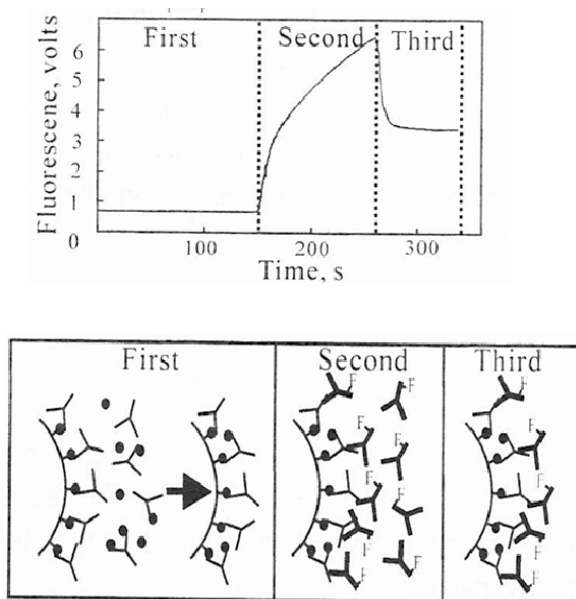 First
Second
Third
Fluorescene, volts
6
5
4
3
2
1
0
100
200
300
Time, s
First
Second
Third
F
F
F
F
F
F
F
F
F
F
F
F
F